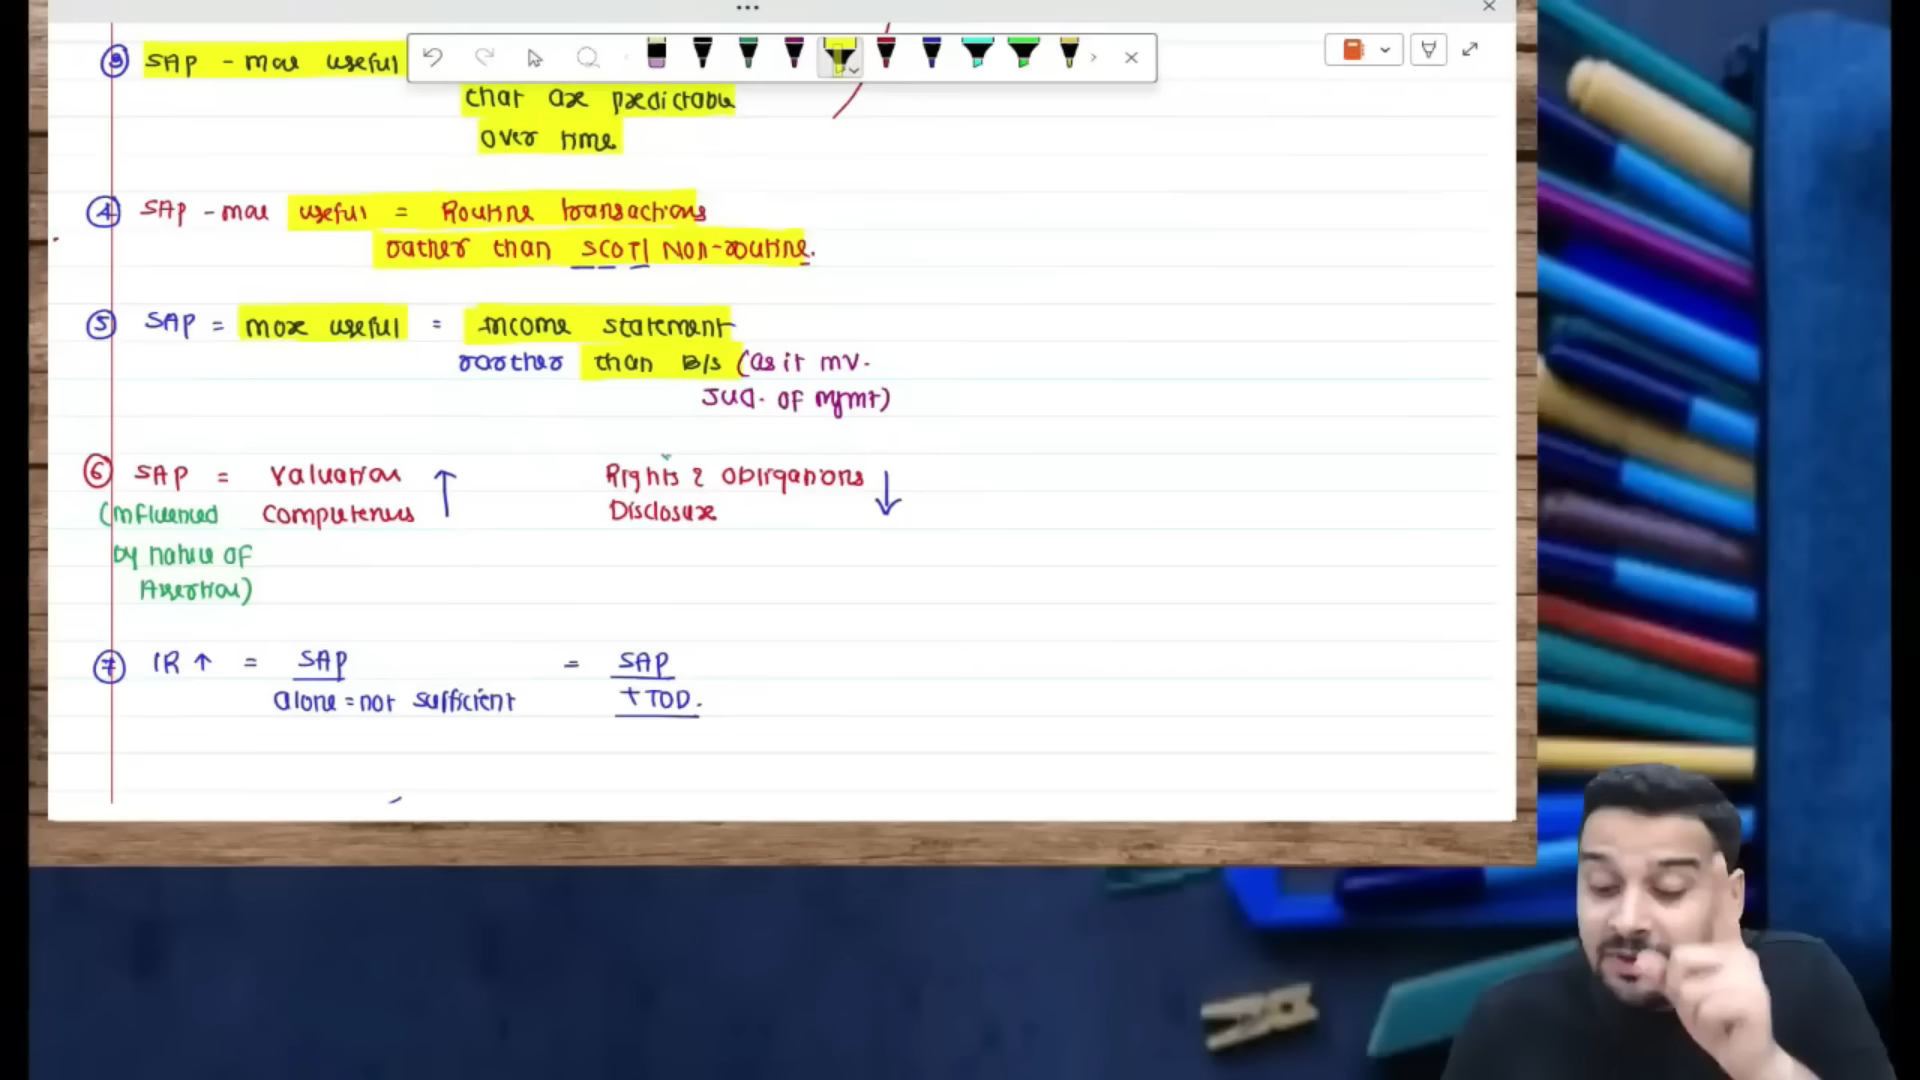 ③ SAP - more useful
that are predictable
over time
④ SAP - more useful = Routine transactions
rather than SCOT/ Non-routine.
⑤ SAP = more useful = Income statement
rather than B/s (as it inv.
Jud. of mgmt)
⑥ SAP = Valuation ↑ Rights & Obligations ↓
(Influenced Completeness Disclosure
by nature of
Assertion)
⑦ IR ↑ = SAP = SAP
alone = not sufficient + TOD.